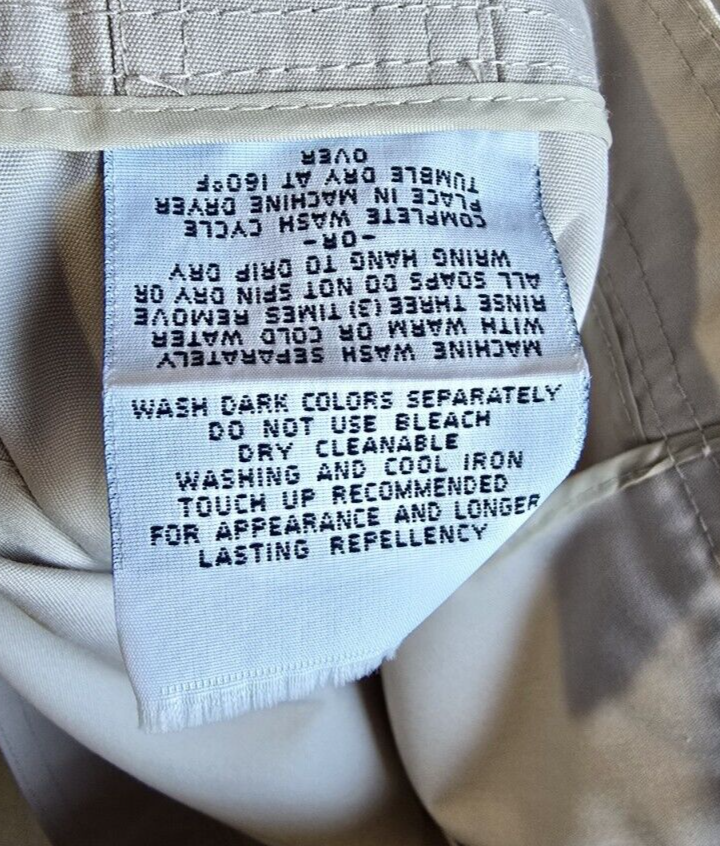 MACHINE WASH SEPARATELY
WITH WARM OR COLD WATER
RINSE THREE (3) TIMES REMOVE
ALL SOAPS DO NOT SPIN DRY OR
WRING HANG TO DRIP DRY
-OR-
COMPLETE WASH CYCLE
PLACE IN MACHINE DRYER
TUMBLE DRY AT 160°F
OVER
WASH DARK COLORS SEPARATELY
DO NOT USE BLEACH
DRY CLEANABLE
WASHING AND COOL IRON
TOUCH UP RECOMMENDED
FOR APPEARANCE AND LONGER
LASTING REPELLENCY